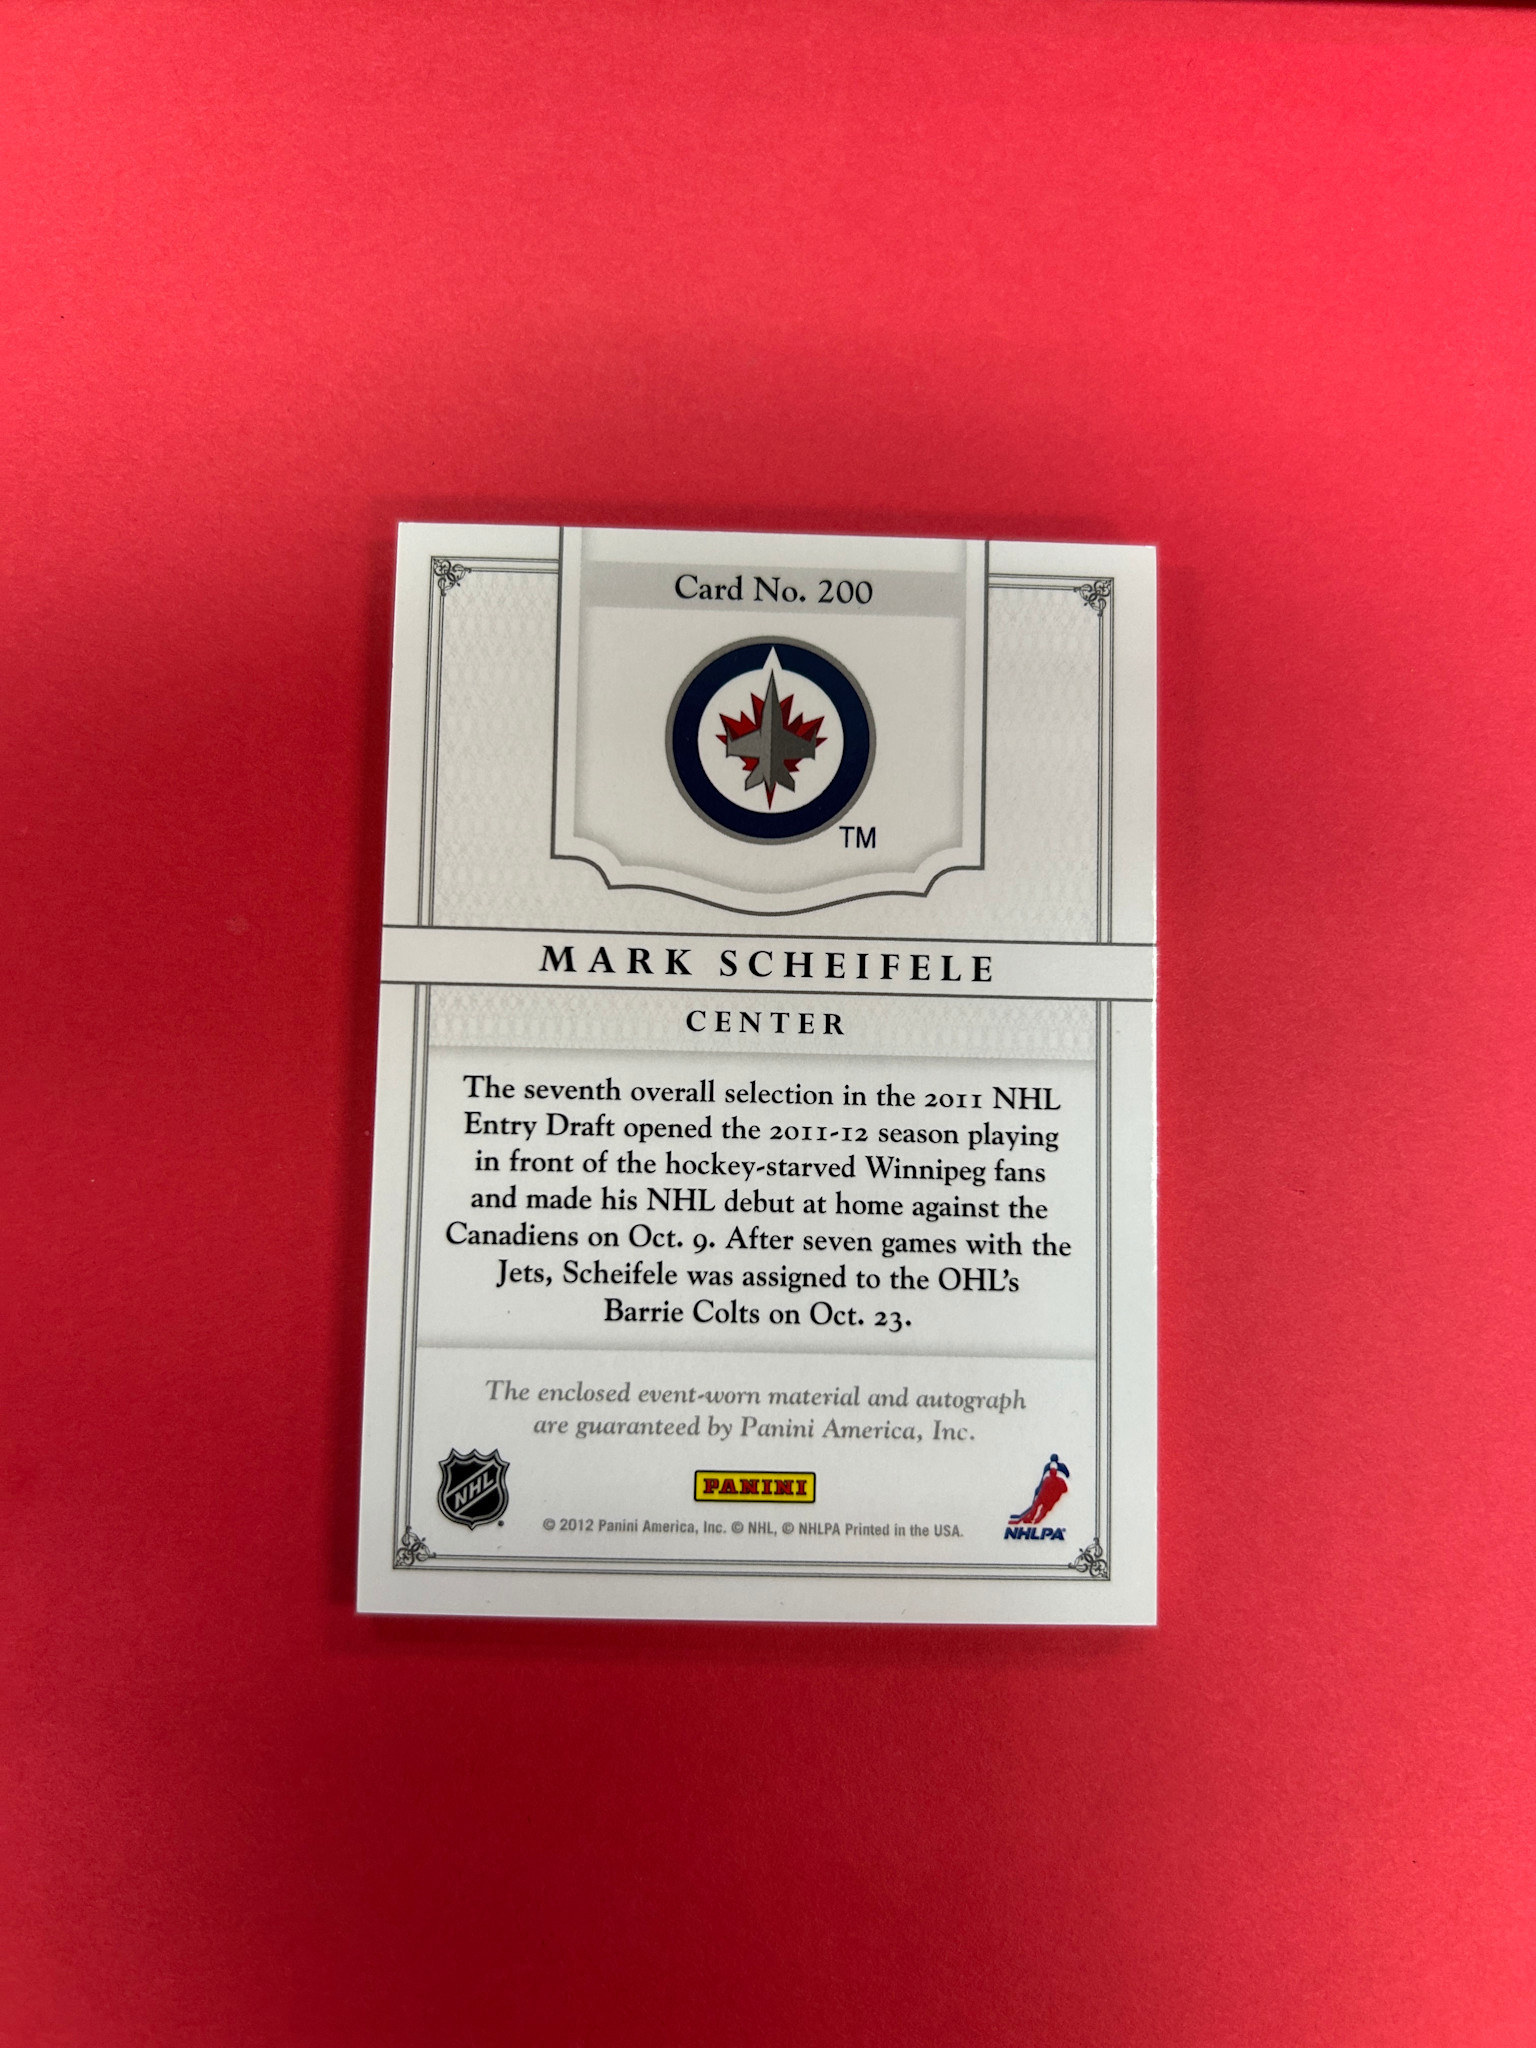 Card No. 200
TM
MARK SCHEIFELE
CENTER
The seventh overall selection in the 2011 NHL
Entry Draft opened the 2011-12 season playing
in front of the hockey-starved Winnipeg fans
and made his NHL debut at home against the
Canadiens on Oct. 9. After seven games with the
Jets, Scheifele was assigned to the OHL's
Barrie Colts on Oct. 23.
The enclosed event-worn material and autograph
are guaranteed by Panini America, Inc.
NHL
PANINI
© 2012 Panini America, Inc. © NHL, © NHLPA Printed in the USA.
NHLPA